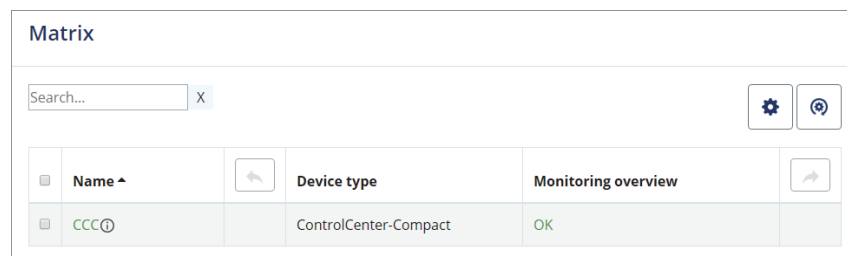 Matrix
Search... X
Name Device type Monitoring overview
CCC ControlCenter-Compact OK